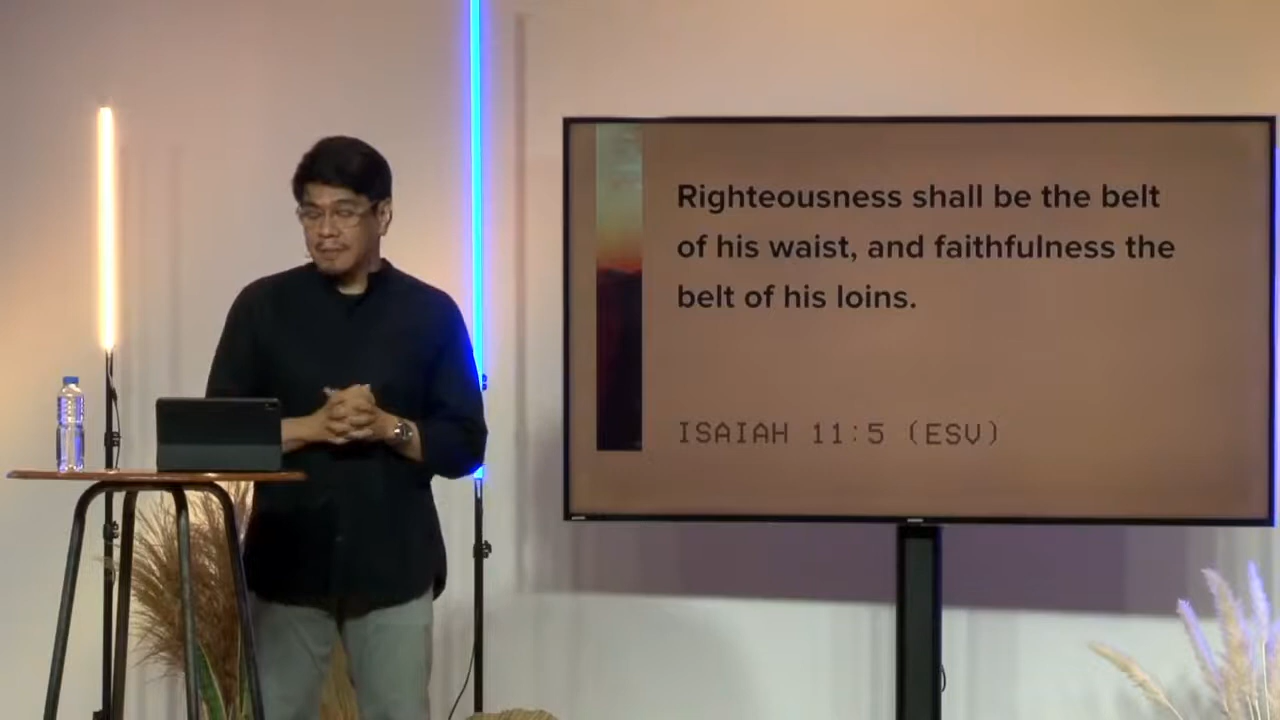 Righteousness shall be the belt
of his waist, and faithfulness the
belt of his loins.
ISAIAH 11:5 (ESV)